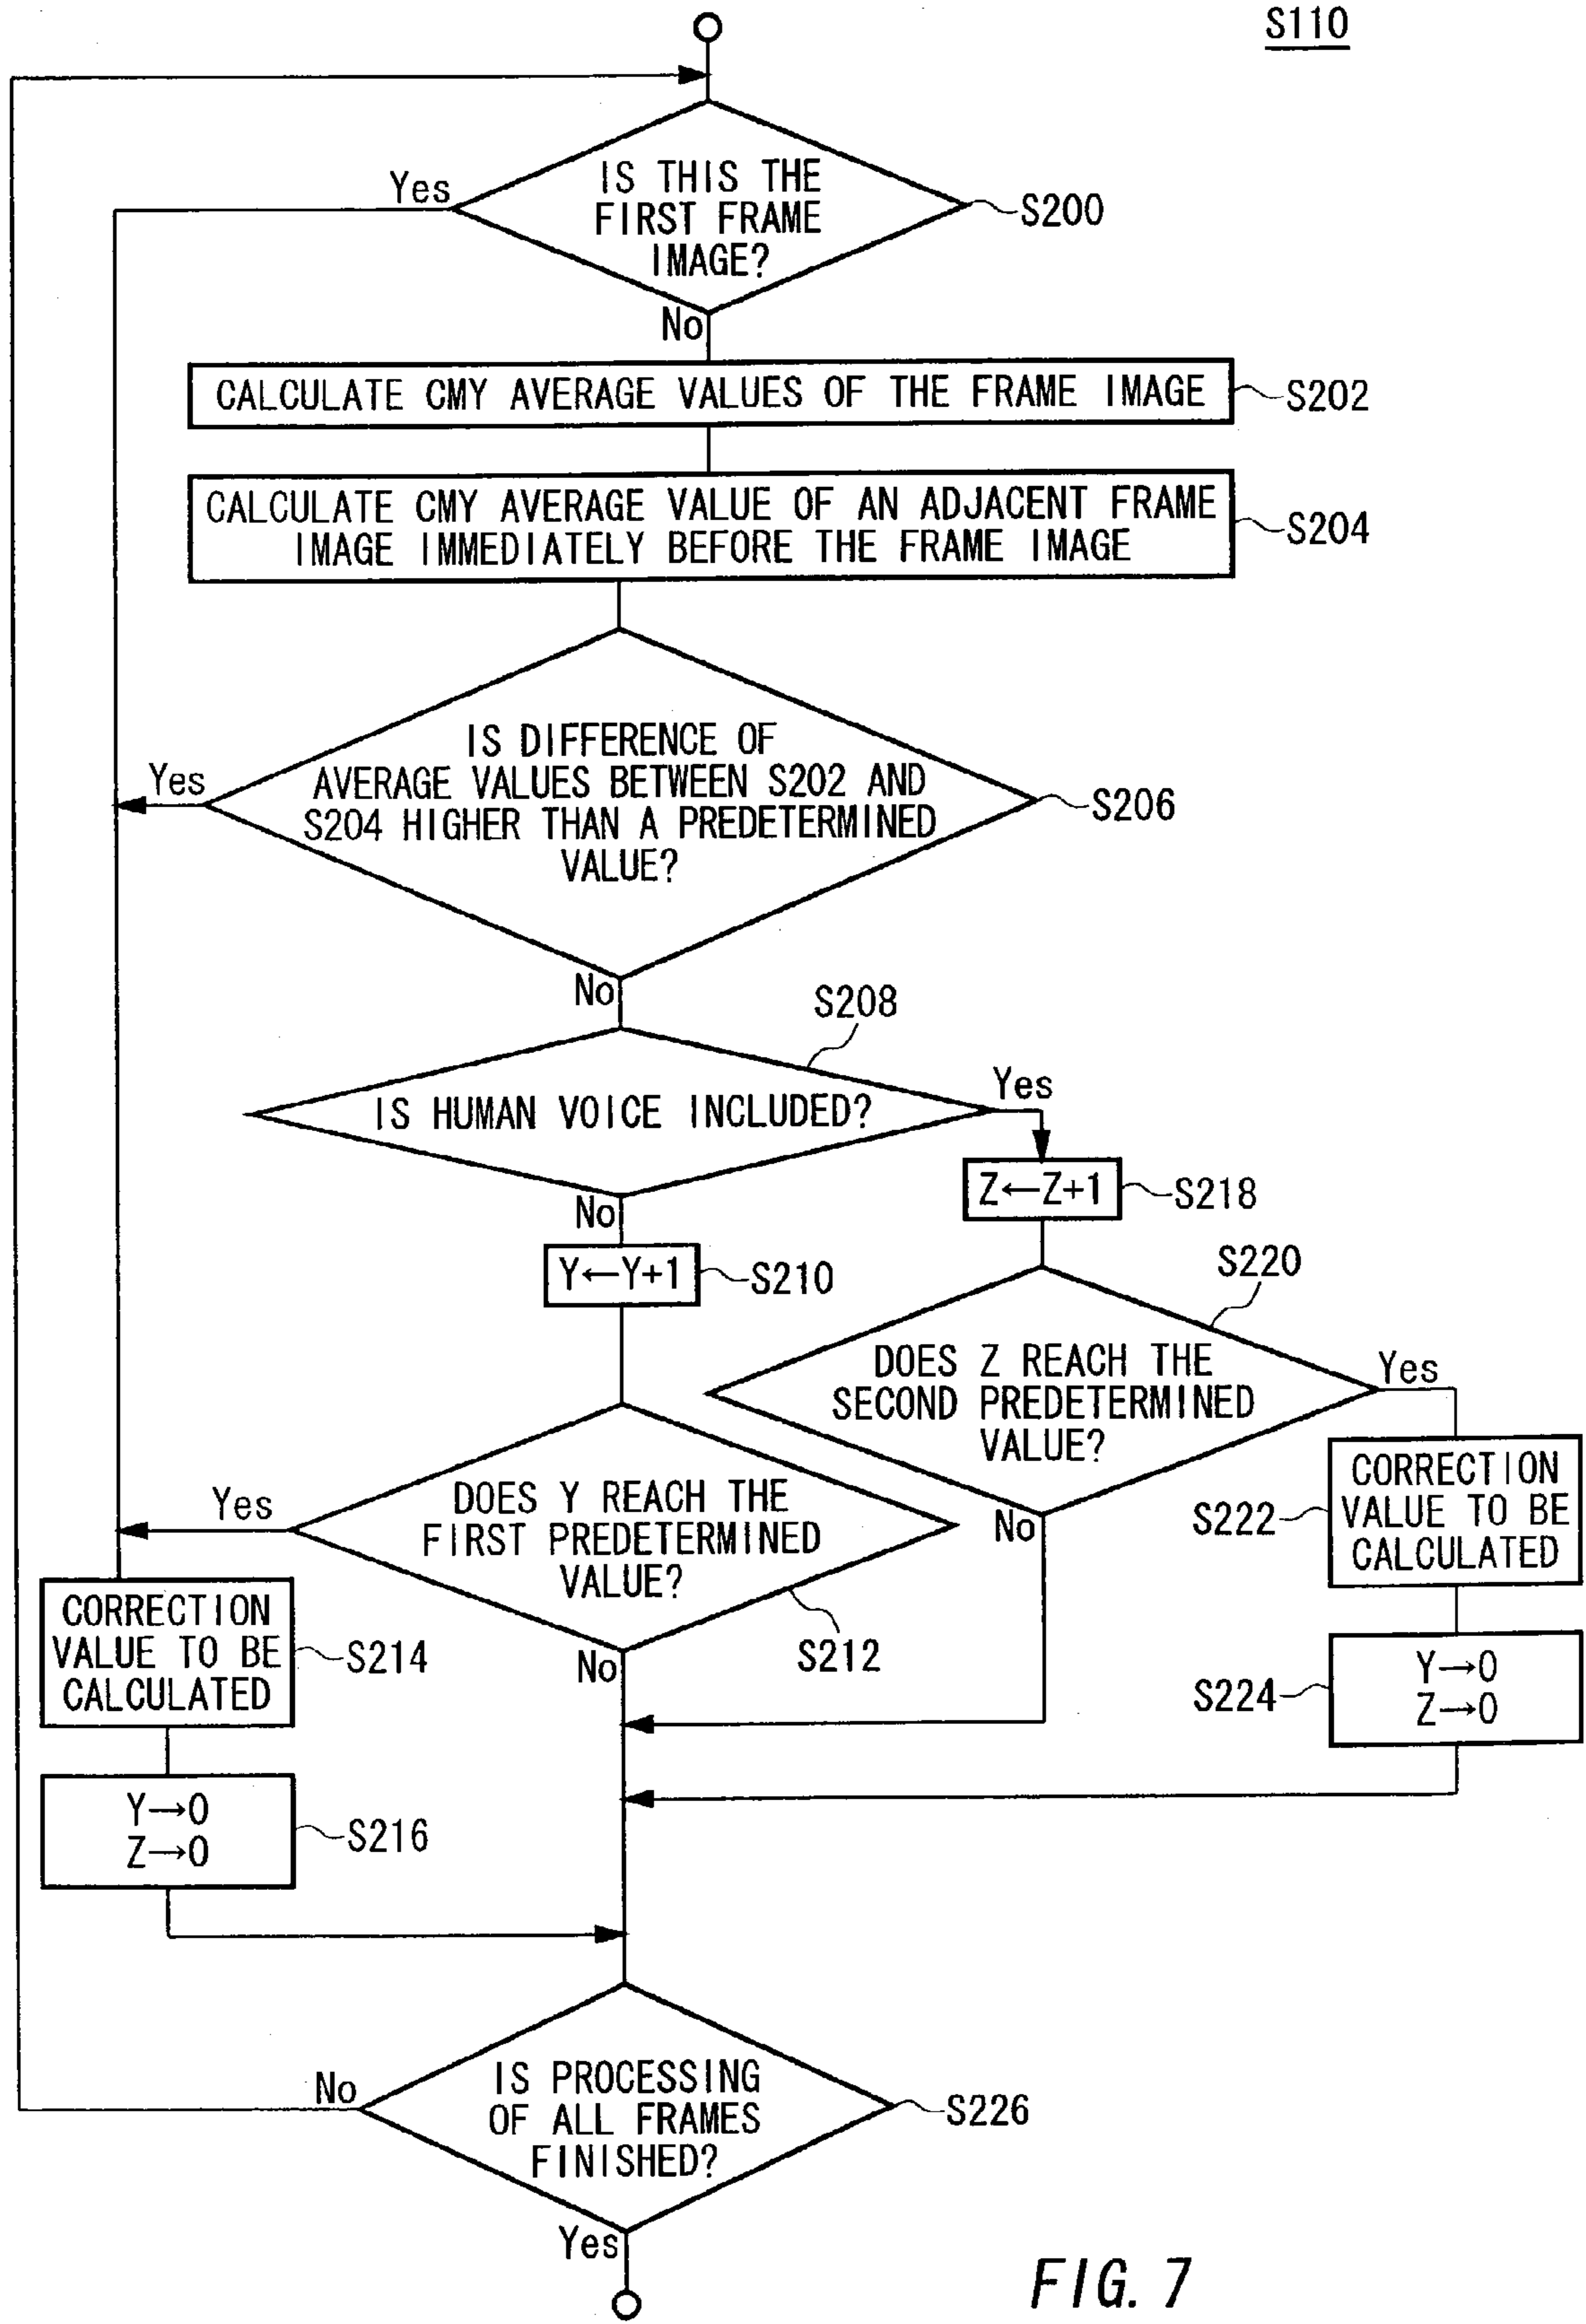 S110
IS THIS THE
FIRST FRAME
IMAGE?
Yes
S200
No
CALCULATE CMY AVERAGE VALUES OF THE FRAME IMAGE
S202
CALCULATE CMY AVERAGE VALUE OF AN ADJACENT FRAME
IMAGE IMMEDIATELY BEFORE THE FRAME IMAGE
S204
IS DIFFERENCE OF
AVERAGE VALUES BETWEEN S202 AND
S204 HIGHER THAN A PREDETERMINED
VALUE?
Yes
S206
No
S208
IS HUMAN VOICE INCLUDED?
Yes
Z←Z+1
S218
No
Y←Y+1
S210
S220
DOES Z REACH THE
SECOND PREDETERMINED
VALUE?
Yes
No
CORRECTION
VALUE TO BE
CALCULATED
S222
DOES Y REACH THE
FIRST PREDETERMINED
VALUE?
Yes
S212
No
CORRECTION
VALUE TO BE
CALCULATED
S214
Y→0
Z→0
S224
Y→0
Z→0
S216
IS PROCESSING
OF ALL FRAMES
FINISHED?
No
S226
Yes
FIG. 7